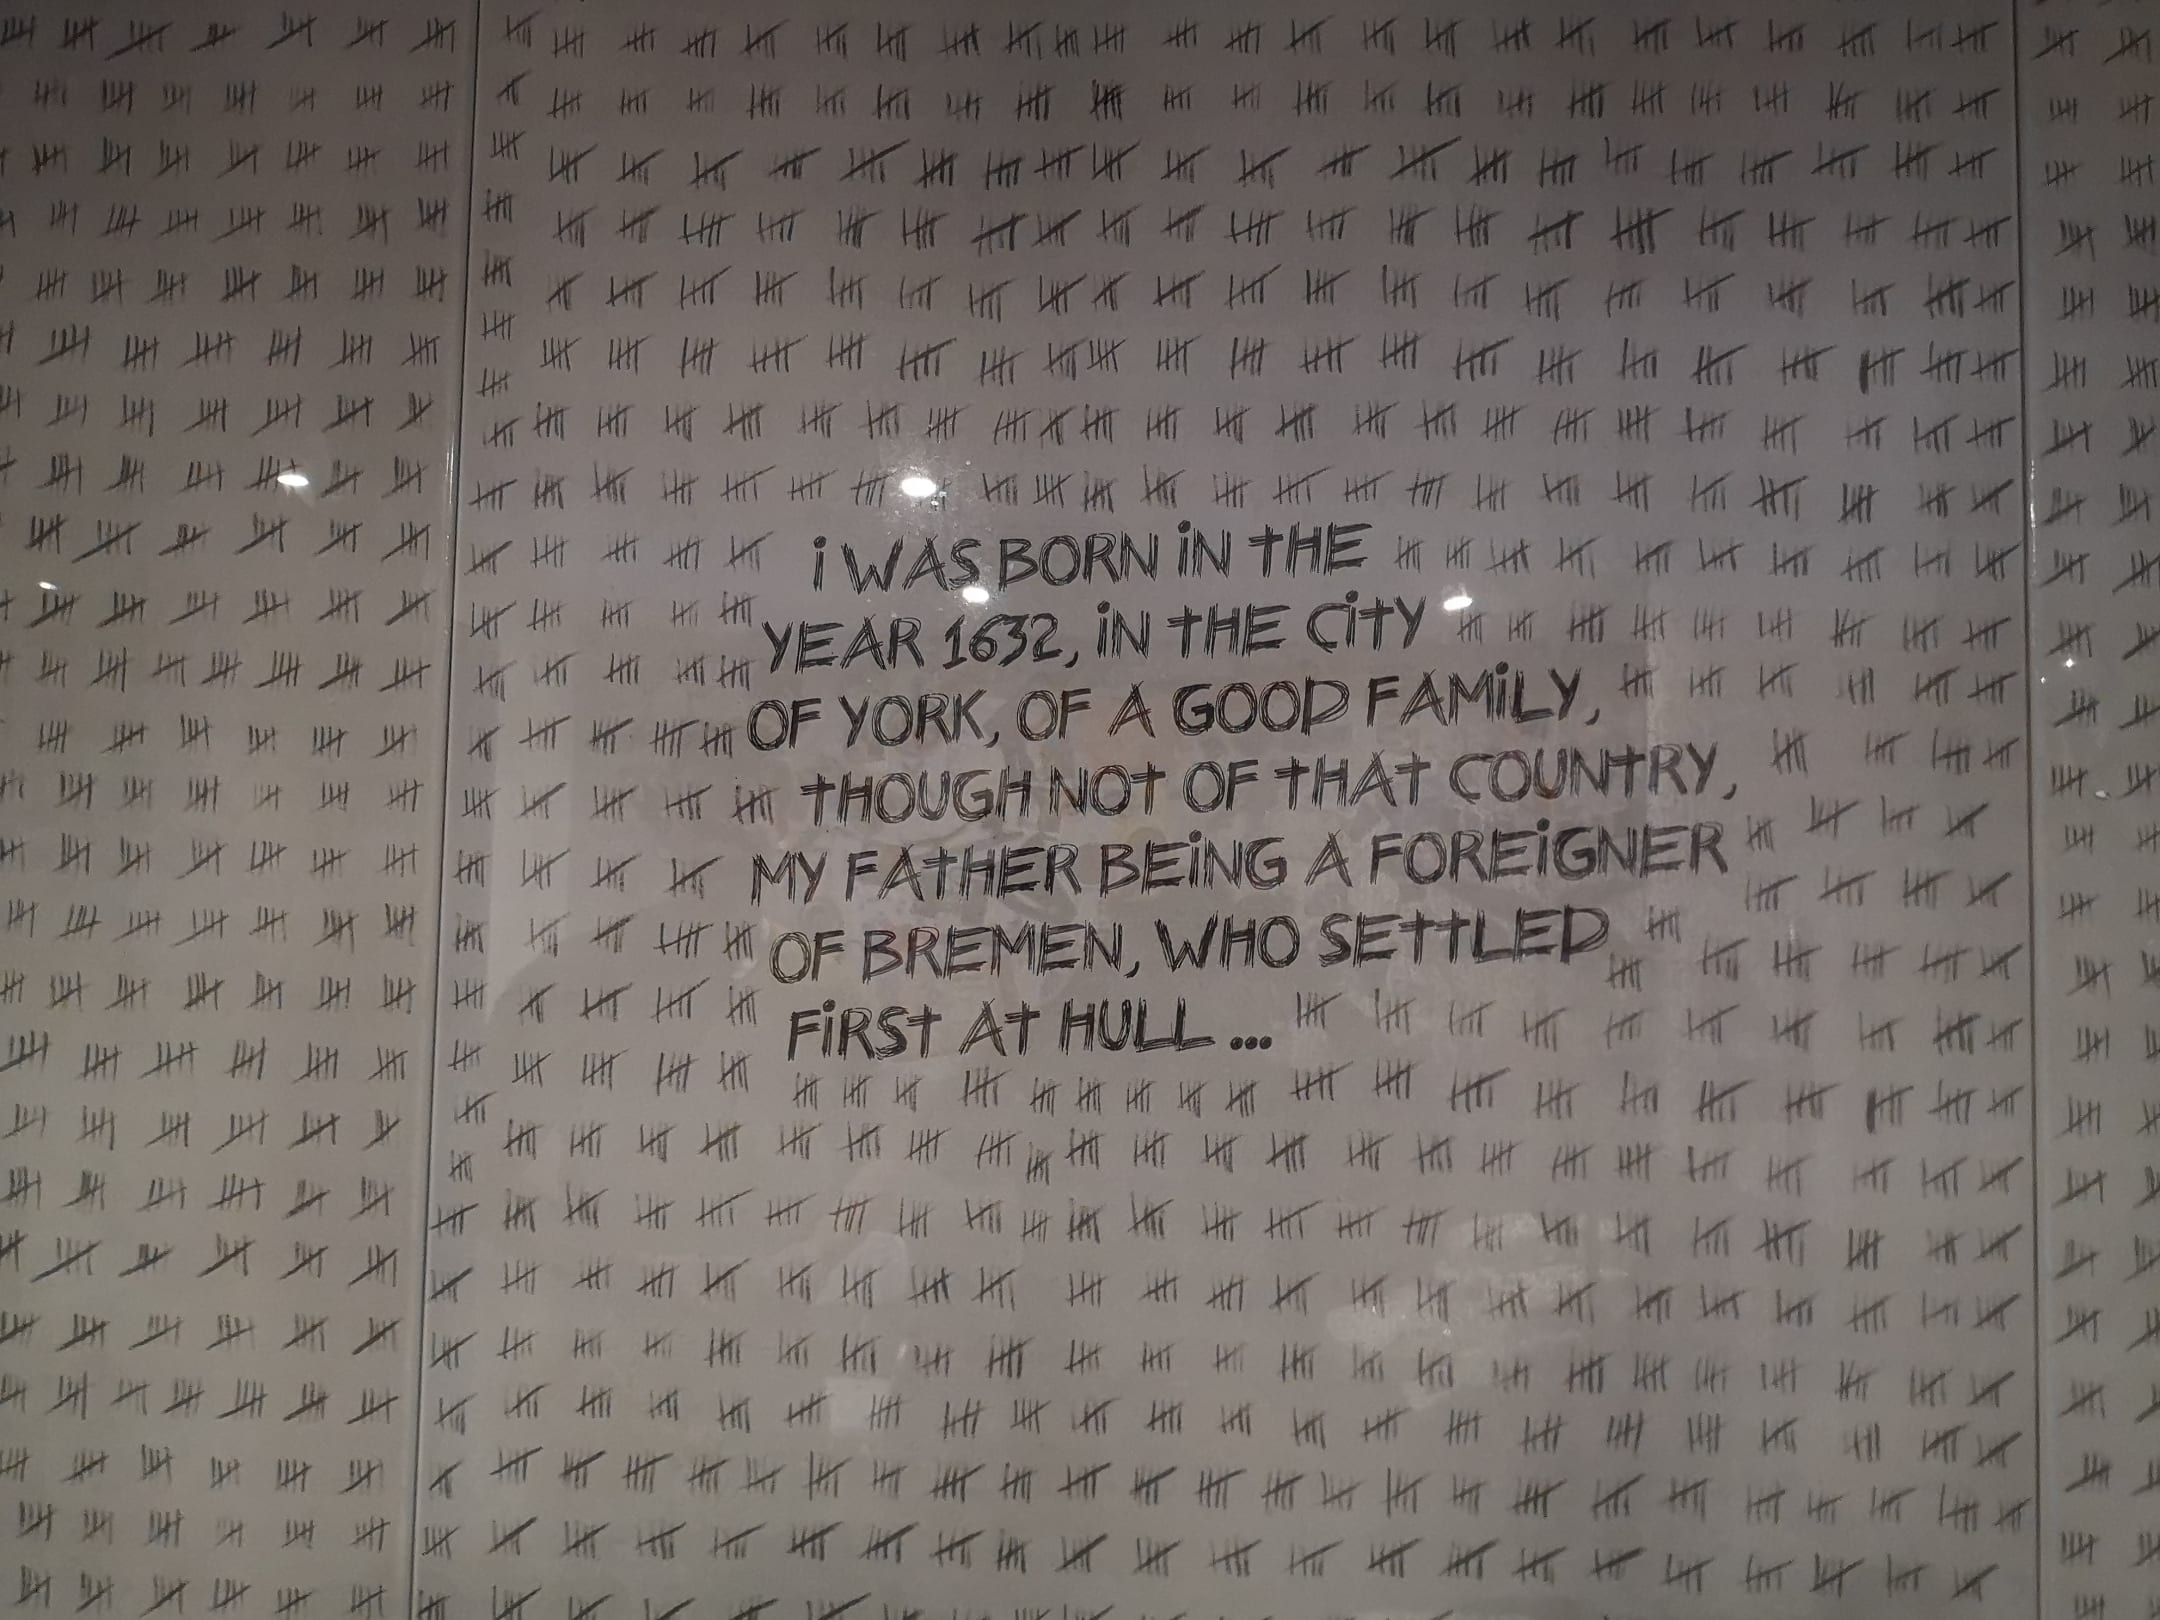 i WAS BORN iN THE
YEAR 1632, iN THE CiTY
OF YORK, OF A GOOD FAMiLY,
THOUGH NOT OF THAT COUNTRY,
MY FATHER BEiNG A FOREiGNER
OF BREMEN, WHO SETTLED
FiRST AT HULL...